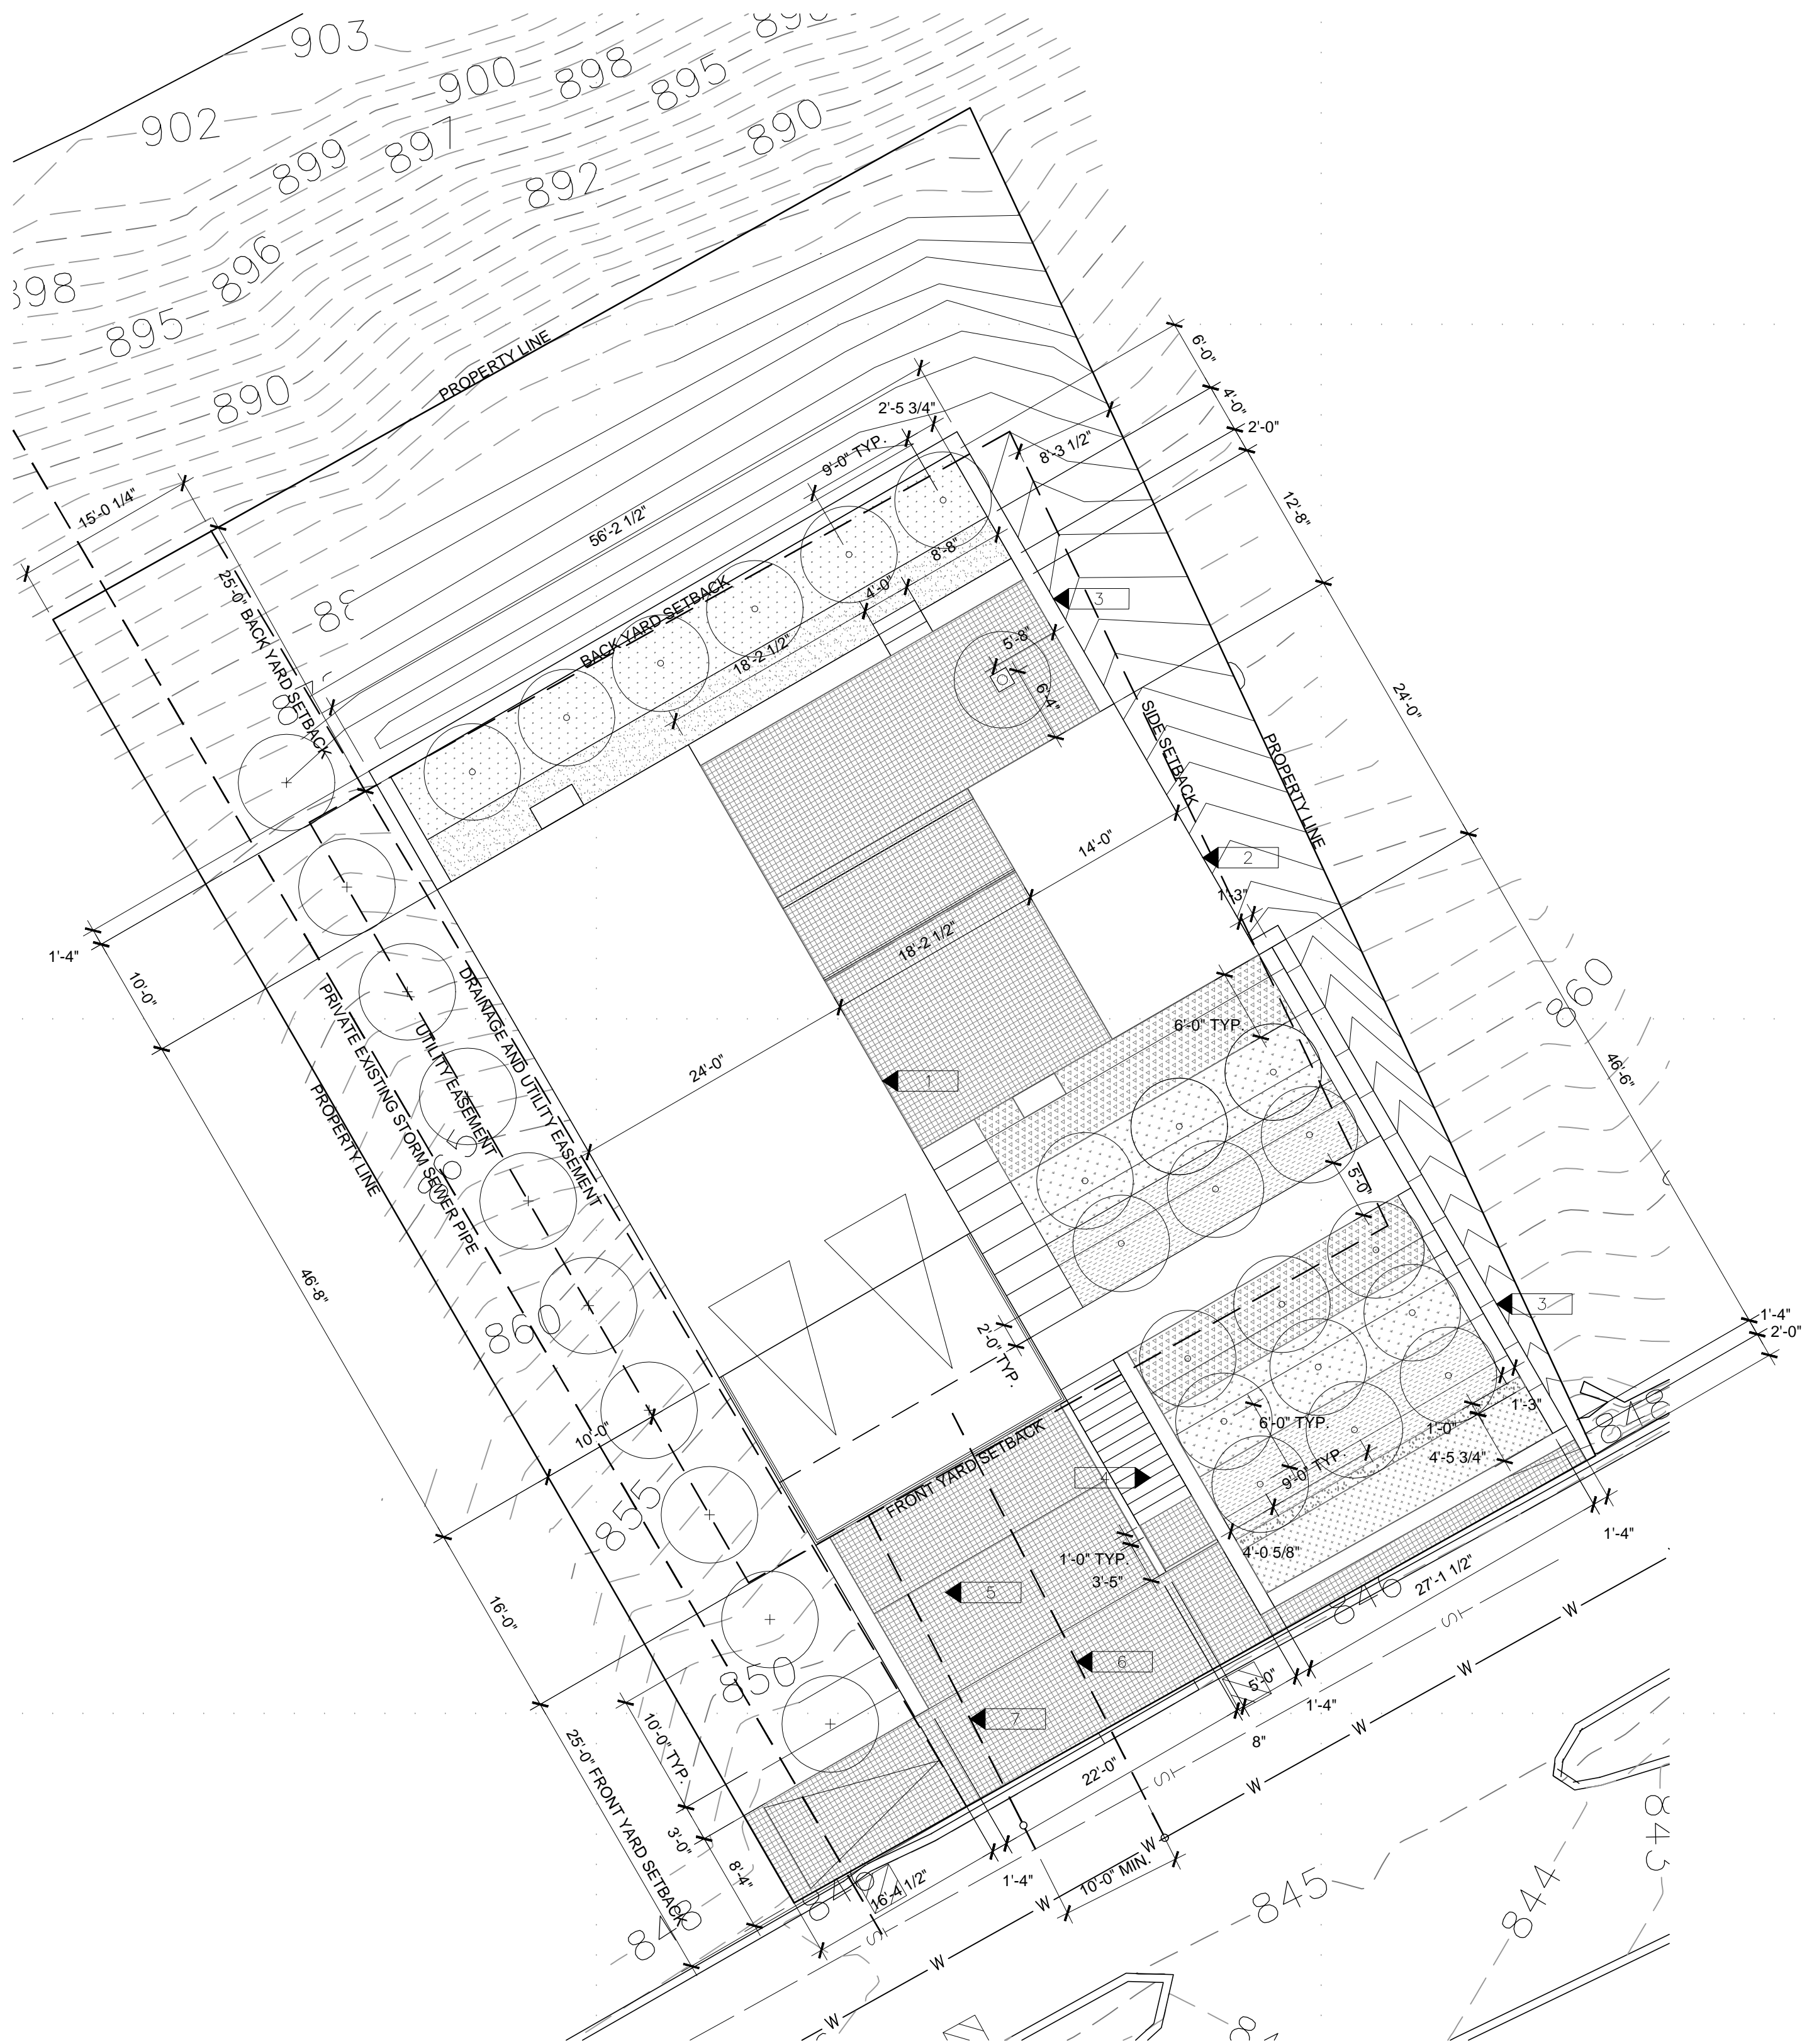 903
902
900
898
895
899
897
890
892
896
895
890
PROPERTY LINE
6'-0"
4'-0"
2'-0"
2'-5 3/4"
9'-0" TYP.
8'-3 1/2"
15'-0 1/4"
56'-2 1/2"
12'-8"
25'-0" BACK YARD SETBACK
BACK YARD SETBACK
8'-8"
4'-0"
18'-2 1/2"
3
5'-8"
6'-4"
24'-0"
SIDE SETBACK
PROPERTY LINE
14'-0"
2
1'-3"
1'-4"
10'-0"
18'-2 1/2"
860
46'-6"
PRIVATE EXISTING STORM SEWER PIPE
UTILITY EASEMENT
DRAINAGE AND UTILITY EASEMENT
PROPERTY LINE
24'-0"
1
6'-0" TYP.
865
5'-0"
46'-8"
860
2'-0" TYP.
3
1'-4"
2'-0"
10'-0"
6'-0" TYP.
1'-3"
1'-0"
4'-5 3/4"
9'-0" TYP.
848
FRONT YARD SETBACK
4
855
1'-0" TYP.
3'-5"
4'-0 5/8"
1'-4"
27'-1 1/2"
5
16'-0"
846
ST
W
6
850
5'-0"
1'-4"
W
7
8"
W
10'-0" TYP.
22'-0"
ST
W
25'-0" FRONT YARD SETBACK
3'-0"
8'-4"
16'-4 1/2"
1'-4"
10'-0" MIN.
W
W
845
844
843
848
ST
W
W